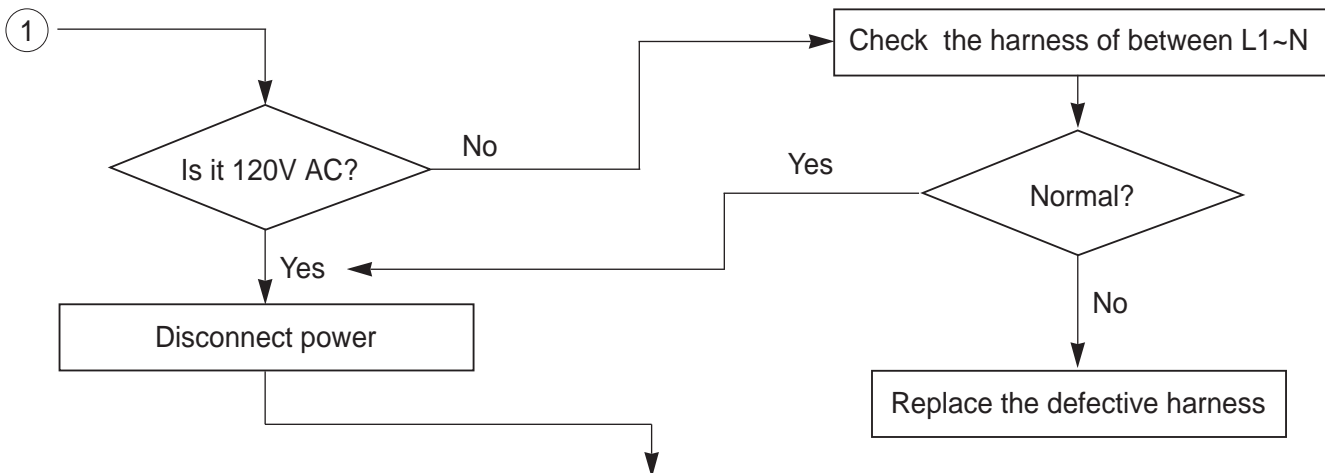 1
Check the harness of between L1~N
Is it 120V AC?
No
Yes
Normal?
Yes
Disconnect power
No
Replace the defective harness